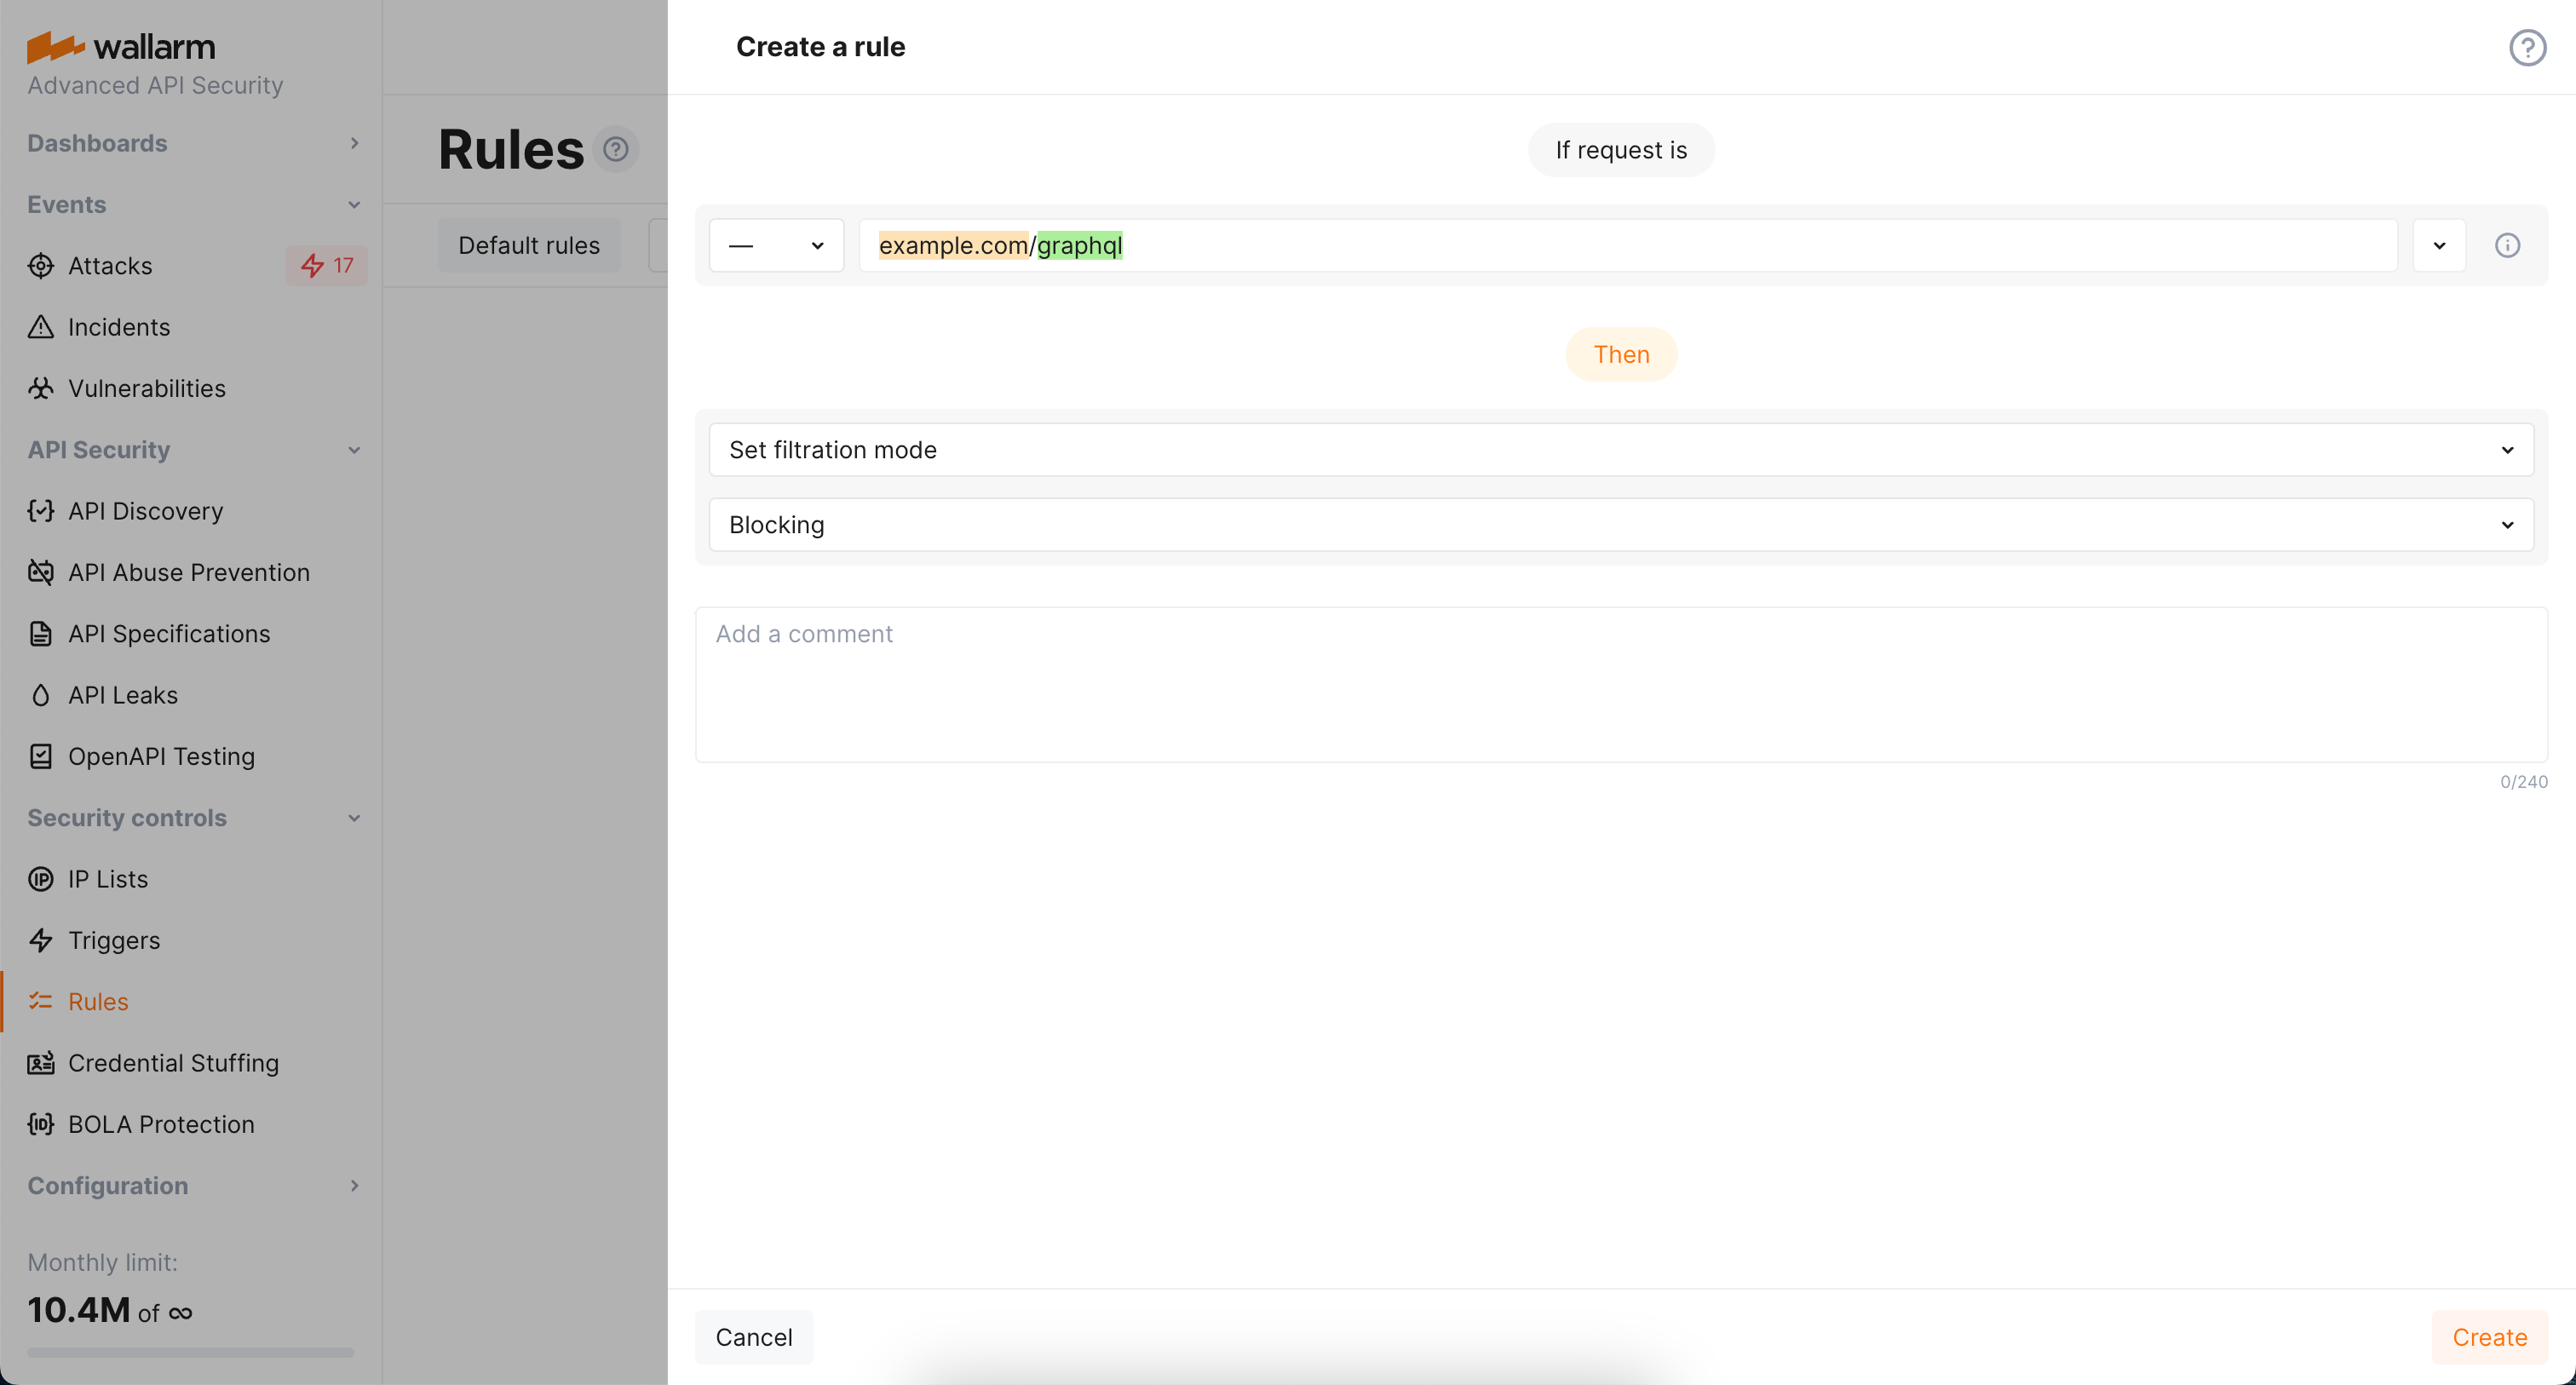 wallarm
Advanced API Security
Dashboards
Events
Attacks
17
Incidents
Vulnerabilities
API Security
API Discovery
API Abuse Prevention
API Specifications
API Leaks
OpenAPI Testing
Security controls
IP Lists
Triggers
Rules
Credential Stuffing
BOLA Protection
Configuration
Monthly limit:
10.4M of ∞
Rules
Default rules
Create a rule
If request is
—
example.com/graphql
Then
Set filtration mode
Blocking
Add a comment
0/240
Cancel
Create